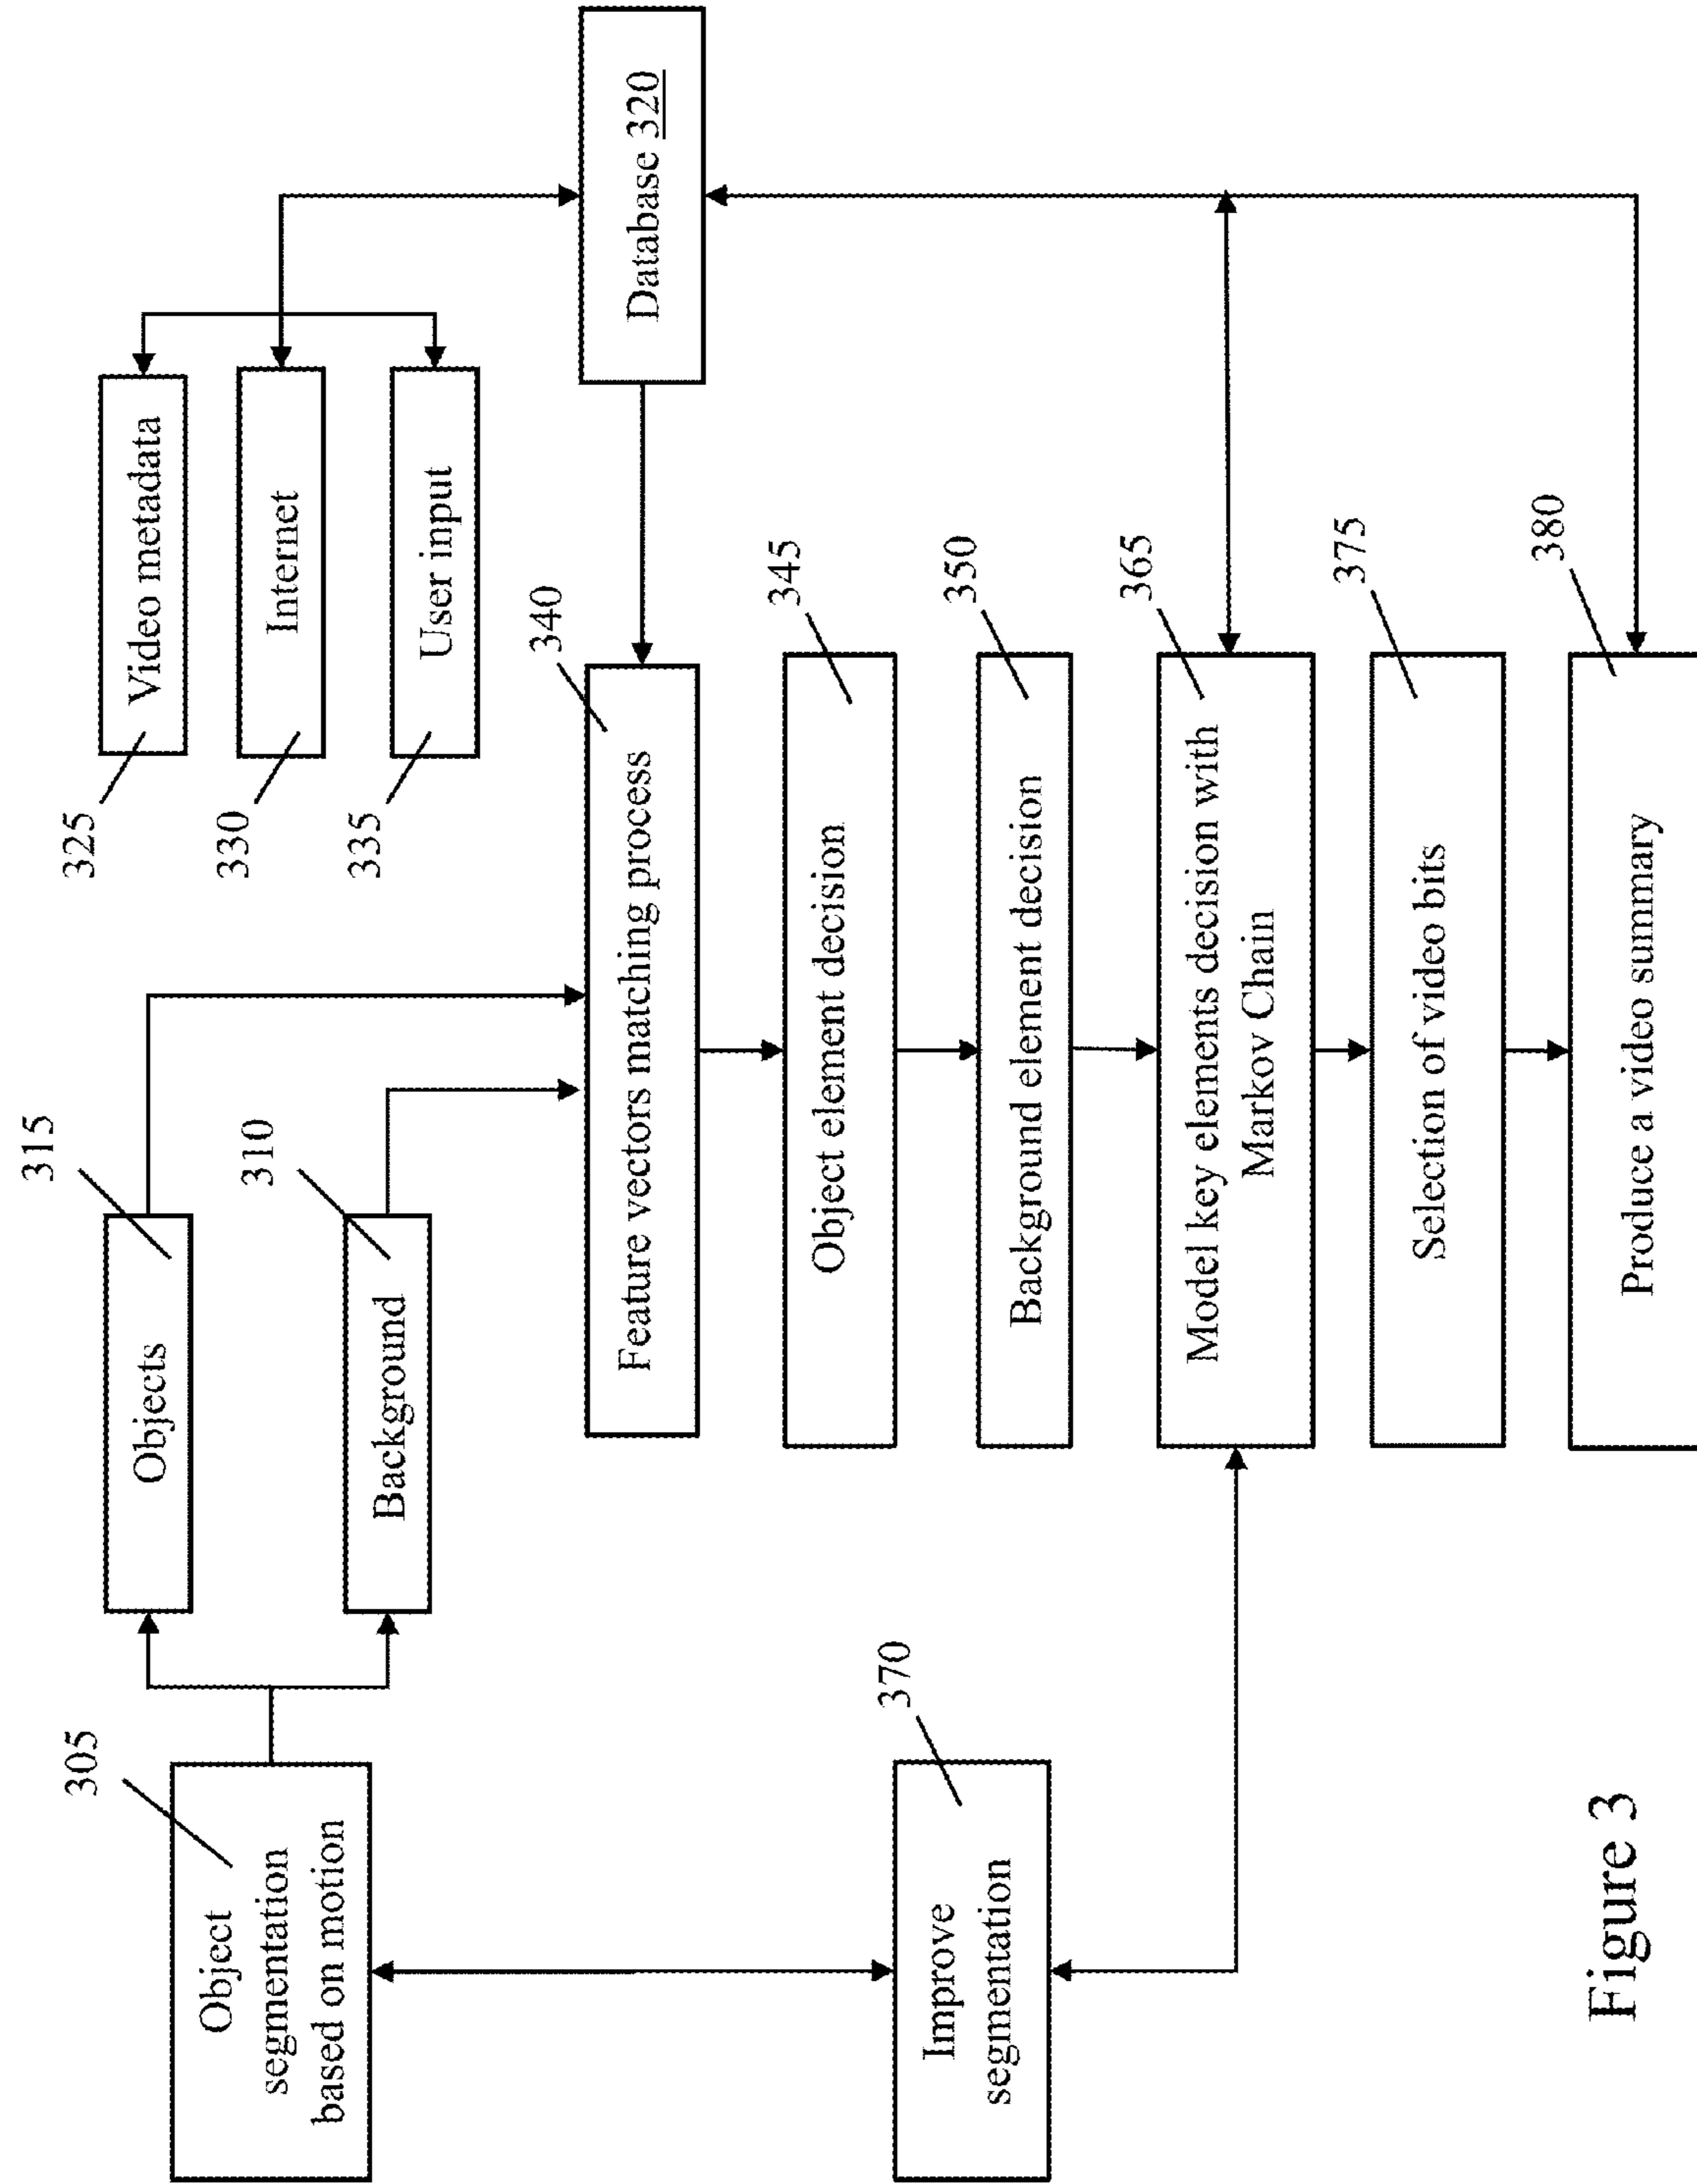 305
Object
segmentation
based on motion
315
Objects
310
Background
325
Video metadata
330
Internet
335
User input
Database 320
340
Feature vectors matching process
345
Object element decision
350
Background element decision
365
Model key elements decision with
Markov Chain
370
Improve
segmentation
375
Selection of video bits
380
Produce a video summary
Figure 3